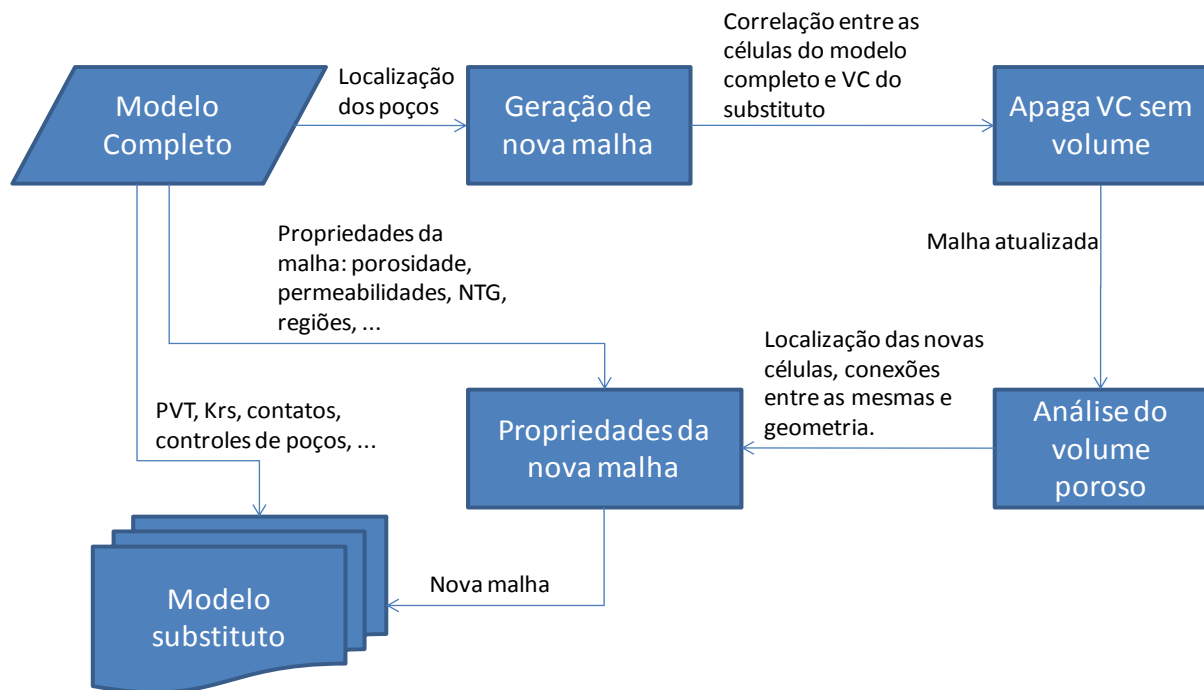 Modelo
Completo
Localização
dos poços
Geração de
nova malha
Correlação entre as
células do modelo
completo e VC do
substituto
Apaga VC sem
volume
Malha atualizada
Propriedades da
malha: porosidade,
permeabilidades, NTG,
regiões, ...
Localização das novas
células, conexões
entre as mesmas e
geometria.
Análise do
volume
poroso
Propriedades da
nova malha
PVT, Krs, contatos,
controles de poços, ...
Nova malha
Modelo
substituto